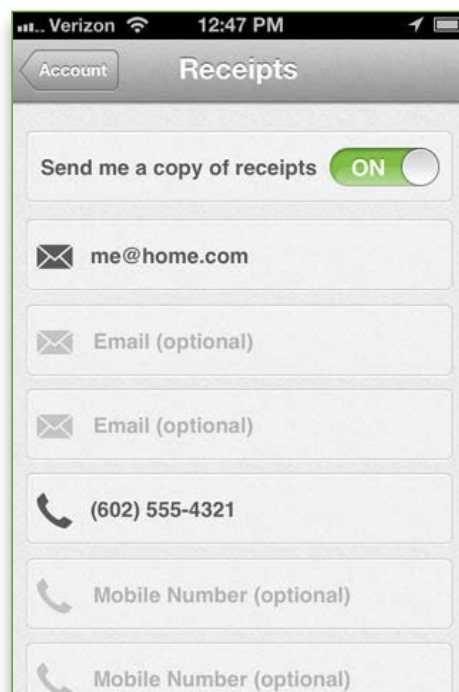 Verizon 12:47 PM
Account Receipts
Send me a copy of receipts ON
me@home.com
Email (optional)
Email (optional)
(602) 555-4321
Mobile Number (optional)
Mobile Number (optional)